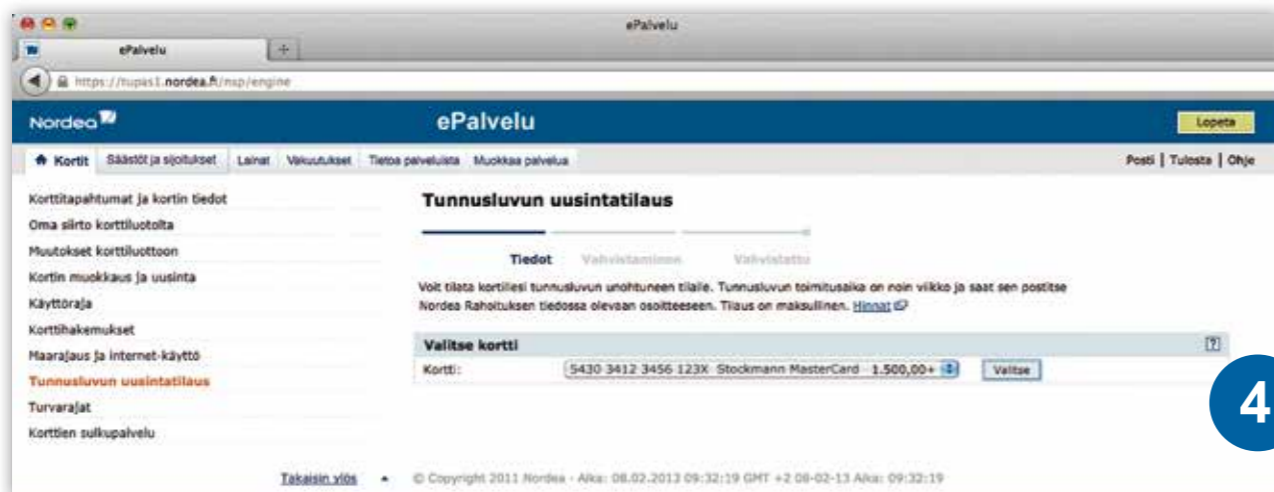 ePalvelu
ePalvelu
https://tupas1.nordea.fi/nsp/engine
Nordea ePalvelu Lopeta
Kortit Säästöt ja sijoitukset Lainat Vakuutukset Tietoa palveluista Muokkaa palvelua Posti | Tulosta | Ohje
Korttitapahtumat ja kortin tiedot
Oma siirto korttiluotolta
Muutokset korttiluottoon
Kortin muokkaus ja uusinta
Käyttöraja
Korttihakemukset
Maarajaus ja internet-käyttö
Tunnusluvun uusintatilaus
Turvarajat
Korttien sulkupalvelu
Tunnusluvun uusintatilaus
Tiedot Vahvistaminen Vahvistettu
Voit tilata kortillesi tunnusluvun unohtuneen tilalle. Tunnusluvun toimitusaika on noin viikko ja saat sen postitse
Nordea Rahoituksen tiedossa olevaan osoitteeseen. Tilaus on maksullinen. Hinnat
Valitse kortti ?
Kortti: 5430 3412 3456 123X Stockmann MasterCard 1.500,00+ Valitse
4
Takaisin ylös © Copyright 2011 Nordea - Aika: 08.02.2013 09:32:19 GMT +2 08-02-13 Aika: 09:32:19